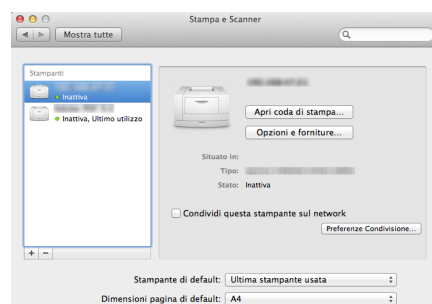 Stampa e Scanner
Mostra tutte
Stampanti
Inattiva
Inattiva, Ultimo utilizzo
Apri coda di stampa...
Opzioni e forniture...
Situato in:
Tipo:
Stato: Inattiva
Condividi questa stampante sul network
Preferenze Condivisione...
+ −
Stampante di default: Ultima stampante usata
Dimensioni pagina di default: A4